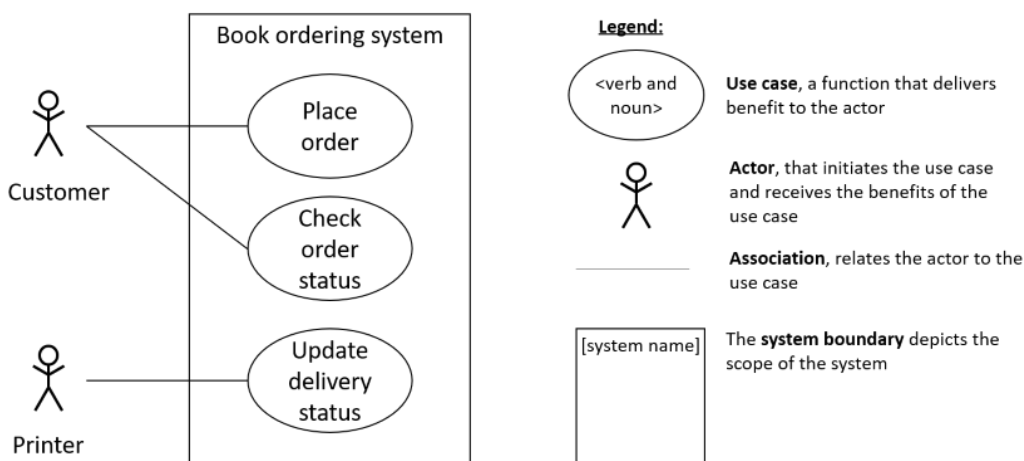 Book ordering system
Place
order
Customer
Check
order
status
Update
delivery
status
Printer
Legend:
<verb and
noun>
Use case, a function that delivers
benefit to the actor
Actor, that initiates the use case
and receives the benefits of the
use case
Association, relates the actor to the
use case
[system name]
The system boundary depicts the
scope of the system